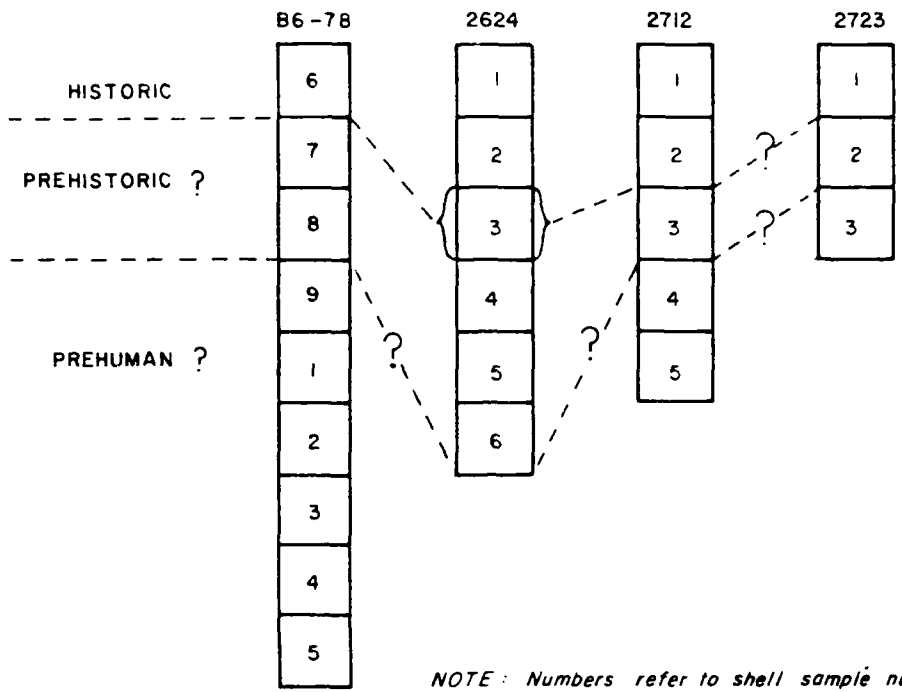 B6-78 2624 2712 2723
HISTORIC 6 1 1 1
7 2 2 ? 2
PREHISTORIC ?
8 3 3 ? 3
9 4 4
PREHUMAN ? 1 ? 5 ? 5
2 6
3
4
5
NOTE: Numbers refer to shell sample